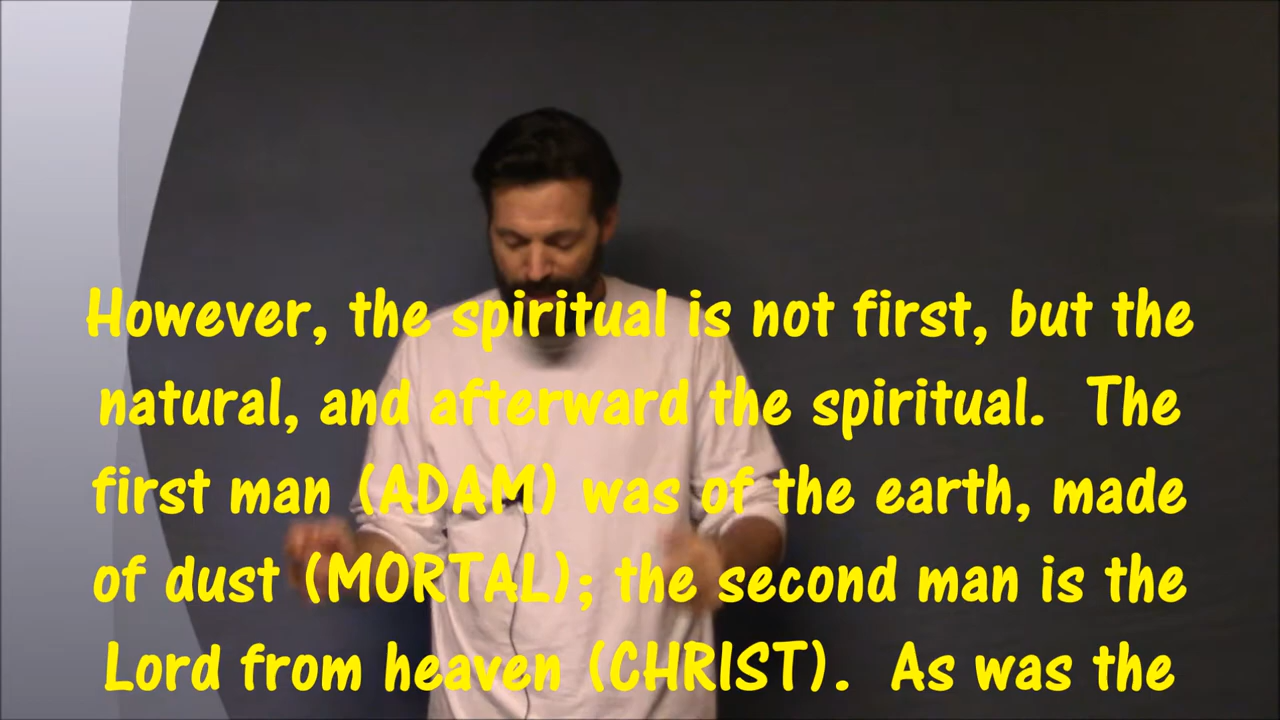 However, the spiritual is not first, but the
natural, and afterward the spiritual.  The
first man (ADAM) was of the earth, made
of dust (MORTAL); the second man is the
Lord from heaven (CHRIST).  As was the